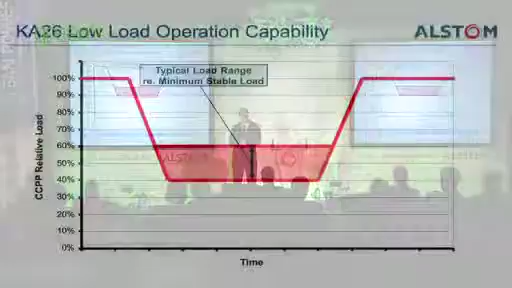 KA26 Low Load Operation Capability
ALSTOM
Typical Load Range
re. Minimum Stable Load
100%
90%
80%
70%
60%
50%
40%
30%
20%
10%
0%
CCPP Relative Load
Time
ALSTOM